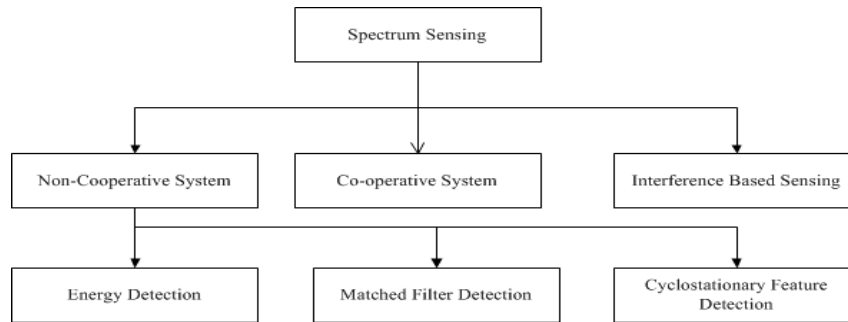 Spectrum Sensing
Non-Cooperative System
Co-operative System
Interference Based Sensing
Energy Detection
Matched Filter Detection
Cyclostationary Feature
Detection